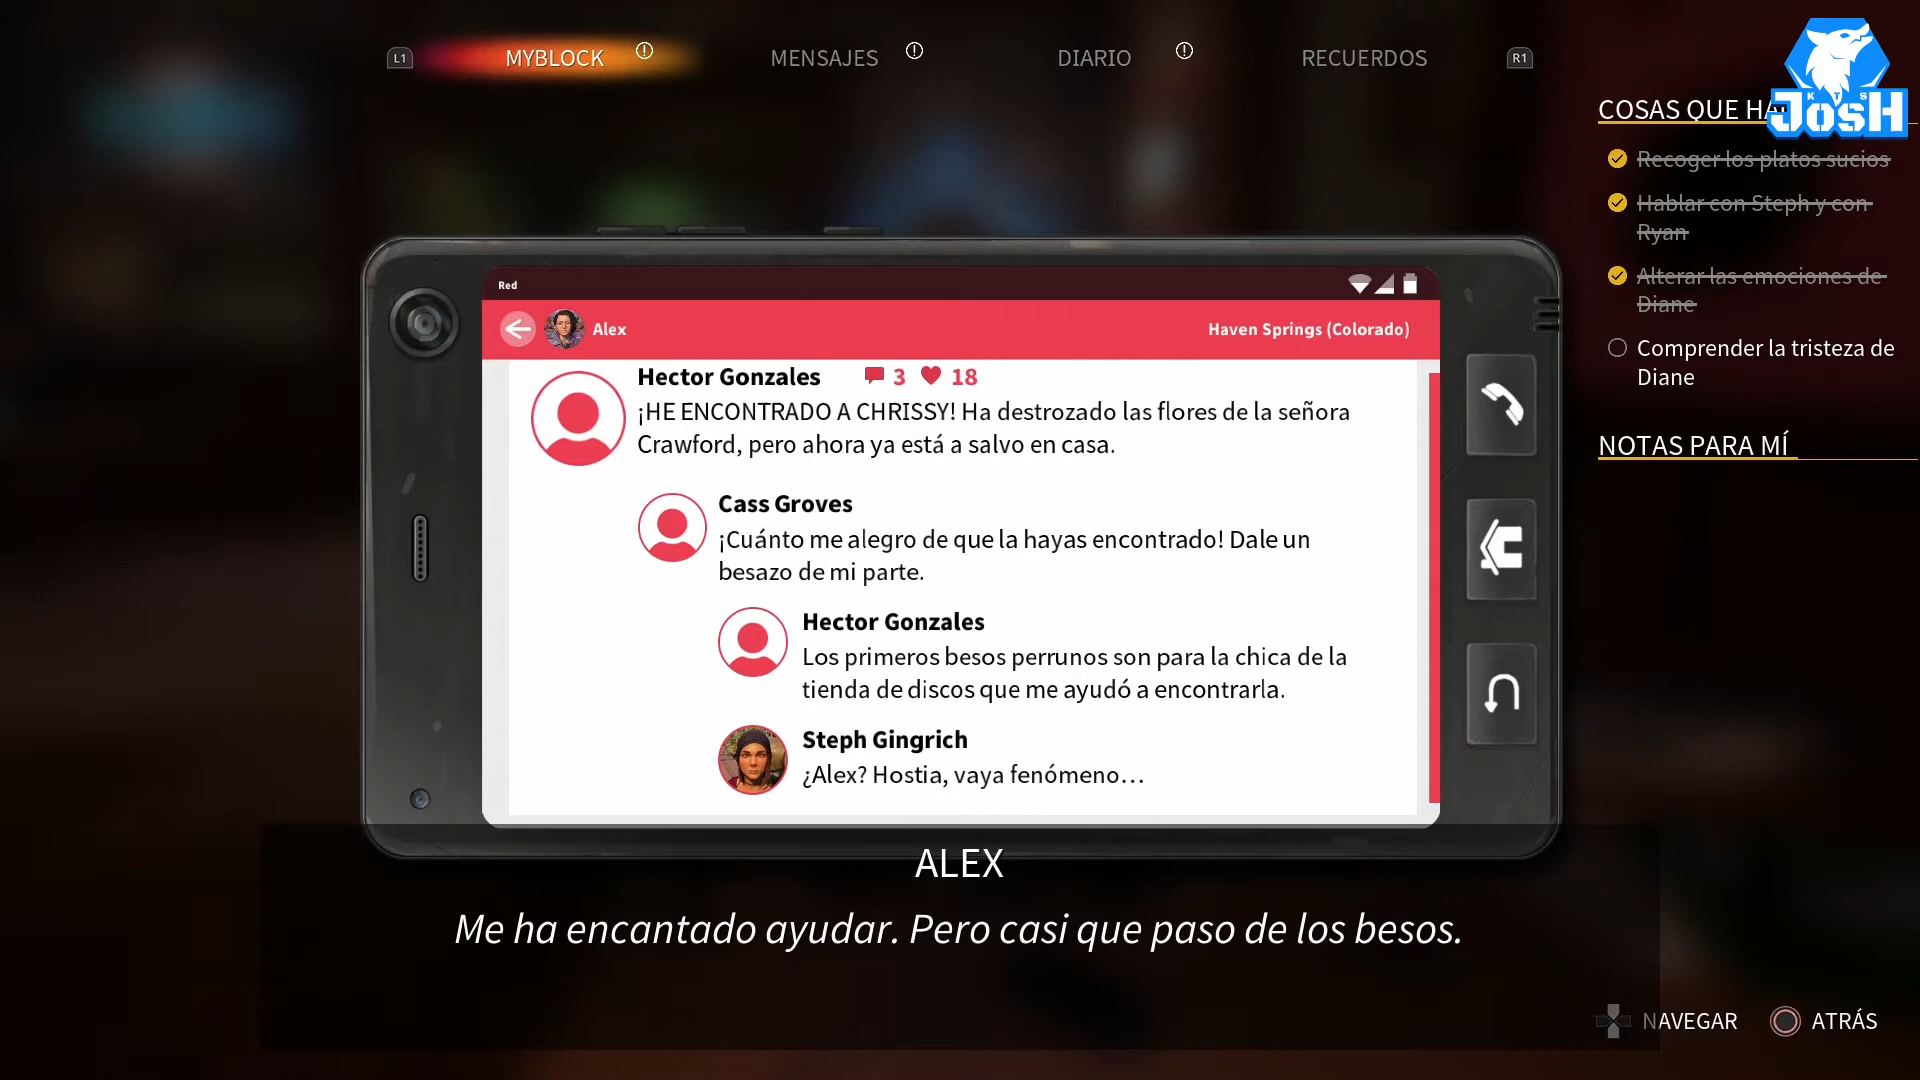 L1
MYBLOCK
MENSAJES
DIARIO
RECUERDOS
R1
KTS
JOSH
COSAS QUE
Recoger los platos sucios
Hablar con Steph y con
Ryan
Alterar las emociones de
Diane
Comprender la tristeza de
Diane
NOTAS PARA MÍ
Red
Alex
Haven Springs (Colorado)
Hector Gonzales 3 18
¡HE ENCONTRADO A CHRISSY! Ha destrozado las flores de la señora
Crawford, pero ahora ya está a salvo en casa.
Cass Groves
¡Cuánto me alegro de que la hayas encontrado! Dale un
besazo de mi parte.
Hector Gonzales
Los primeros besos perrunos son para la chica de la
tienda de discos que me ayudó a encontrarla.
Steph Gingrich
¿Alex? Hostia, vaya fenómeno…
ALEX
Me ha encantado ayudar. Pero casi que paso de los besos.
NAVEGAR
ATRÁS